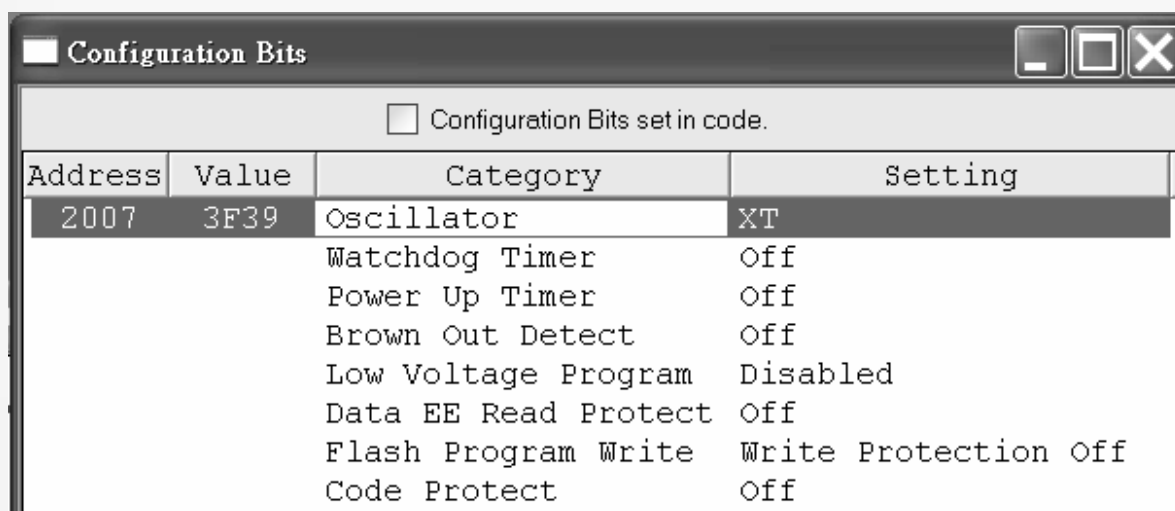 Configuration Bits
Configuration Bits set in code.
Address Value Category Setting
2007 3F39 Oscillator XT
Watchdog Timer Off
Power Up Timer Off
Brown Out Detect Off
Low Voltage Program Disabled
Data EE Read Protect Off
Flash Program Write Write Protection Off
Code Protect Off